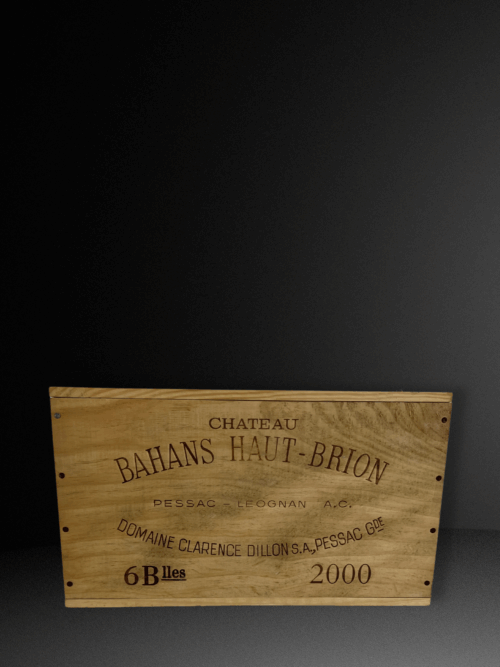 CHATEAU
BAHANS HAUT-BRION
PESSAC - LEOGNAN A.C.
DOMAINE CLARENCE DILLON S.A., PESSAC GDE
6 Blles 2000